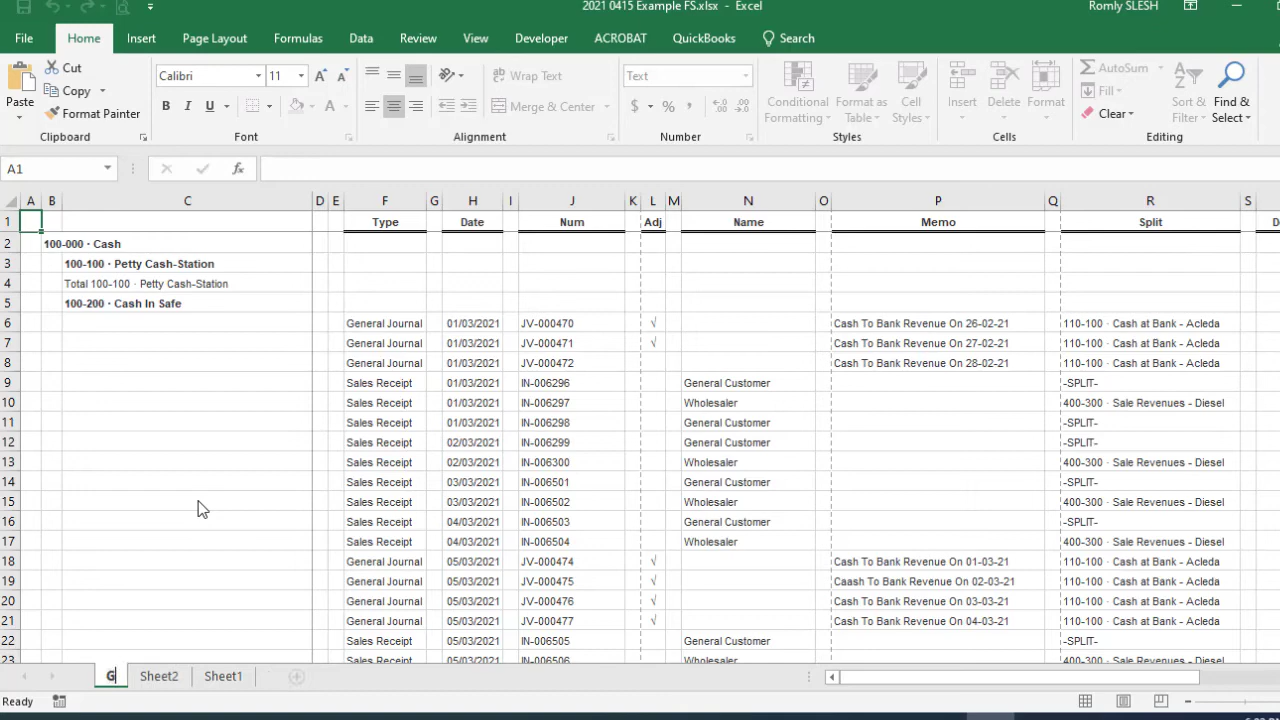 2021 0415 Example FS.xlsx - Excel
Romly SLESH
File Home Insert Page Layout Formulas Data Review View Developer ACROBAT QuickBooks Search
Paste
Cut
Copy
Format Painter
Calibri 11
B I U
Wrap Text
Merge & Center
Text
$ %
Conditional Formatting
Format as Table
Cell Styles
Insert
Delete
Format
AutoSum
Fill
Clear
Sort & Filter
Find & Select
Clipboard Font Alignment Number Styles Cells Editing
A1 fx
A B C D E F G H I J K L M N O P Q R S
1 Type Date Num Adj Name Memo Split
2 100-000 · Cash
3 100-100 · Petty Cash-Station
4 Total 100-100 · Petty Cash-Station
5 100-200 · Cash In Safe
6 General Journal 01/03/2021 JV-000470 √ Cash To Bank Revenue On 26-02-21 110-100 · Cash at Bank - Acleda
7 General Journal 01/03/2021 JV-000471 √ Cash To Bank Revenue On 27-02-21 110-100 · Cash at Bank - Acleda
8 General Journal 01/03/2021 JV-000472 Cash To Bank Revenue On 28-02-21 110-100 · Cash at Bank - Acleda
9 Sales Receipt 01/03/2021 IN-006296 General Customer -SPLIT-
10 Sales Receipt 01/03/2021 IN-006297 Wholesaler 400-300 · Sale Revenues - Diesel
11 Sales Receipt 01/03/2021 IN-006298 General Customer -SPLIT-
12 Sales Receipt 02/03/2021 IN-006299 General Customer -SPLIT-
13 Sales Receipt 02/03/2021 IN-006300 Wholesaler 400-300 · Sale Revenues - Diesel
14 Sales Receipt 03/03/2021 IN-006501 General Customer -SPLIT-
15 Sales Receipt 03/03/2021 IN-006502 Wholesaler 400-300 · Sale Revenues - Diesel
16 Sales Receipt 04/03/2021 IN-006503 General Customer -SPLIT-
17 Sales Receipt 04/03/2021 IN-006504 Wholesaler 400-300 · Sale Revenues - Diesel
18 General Journal 05/03/2021 JV-000474 √ Cash To Bank Revenue On 01-03-21 110-100 · Cash at Bank - Acleda
19 General Journal 05/03/2021 JV-000475 √ Caash To Bank Revenue On 02-03-21 110-100 · Cash at Bank - Acleda
20 General Journal 05/03/2021 JV-000476 √ Cash To Bank Revenue On 03-03-21 110-100 · Cash at Bank - Acleda
21 General Journal 05/03/2021 JV-000477 √ Cash To Bank Revenue On 04-03-21 110-100 · Cash at Bank - Acleda
22 Sales Receipt 05/03/2021 IN-006505 General Customer -SPLIT-
23 Sales Receipt 05/03/2021 IN-006506 Wholesaler 400-300 · Sale Revenues - Diesel
G Sheet2 Sheet1
Ready